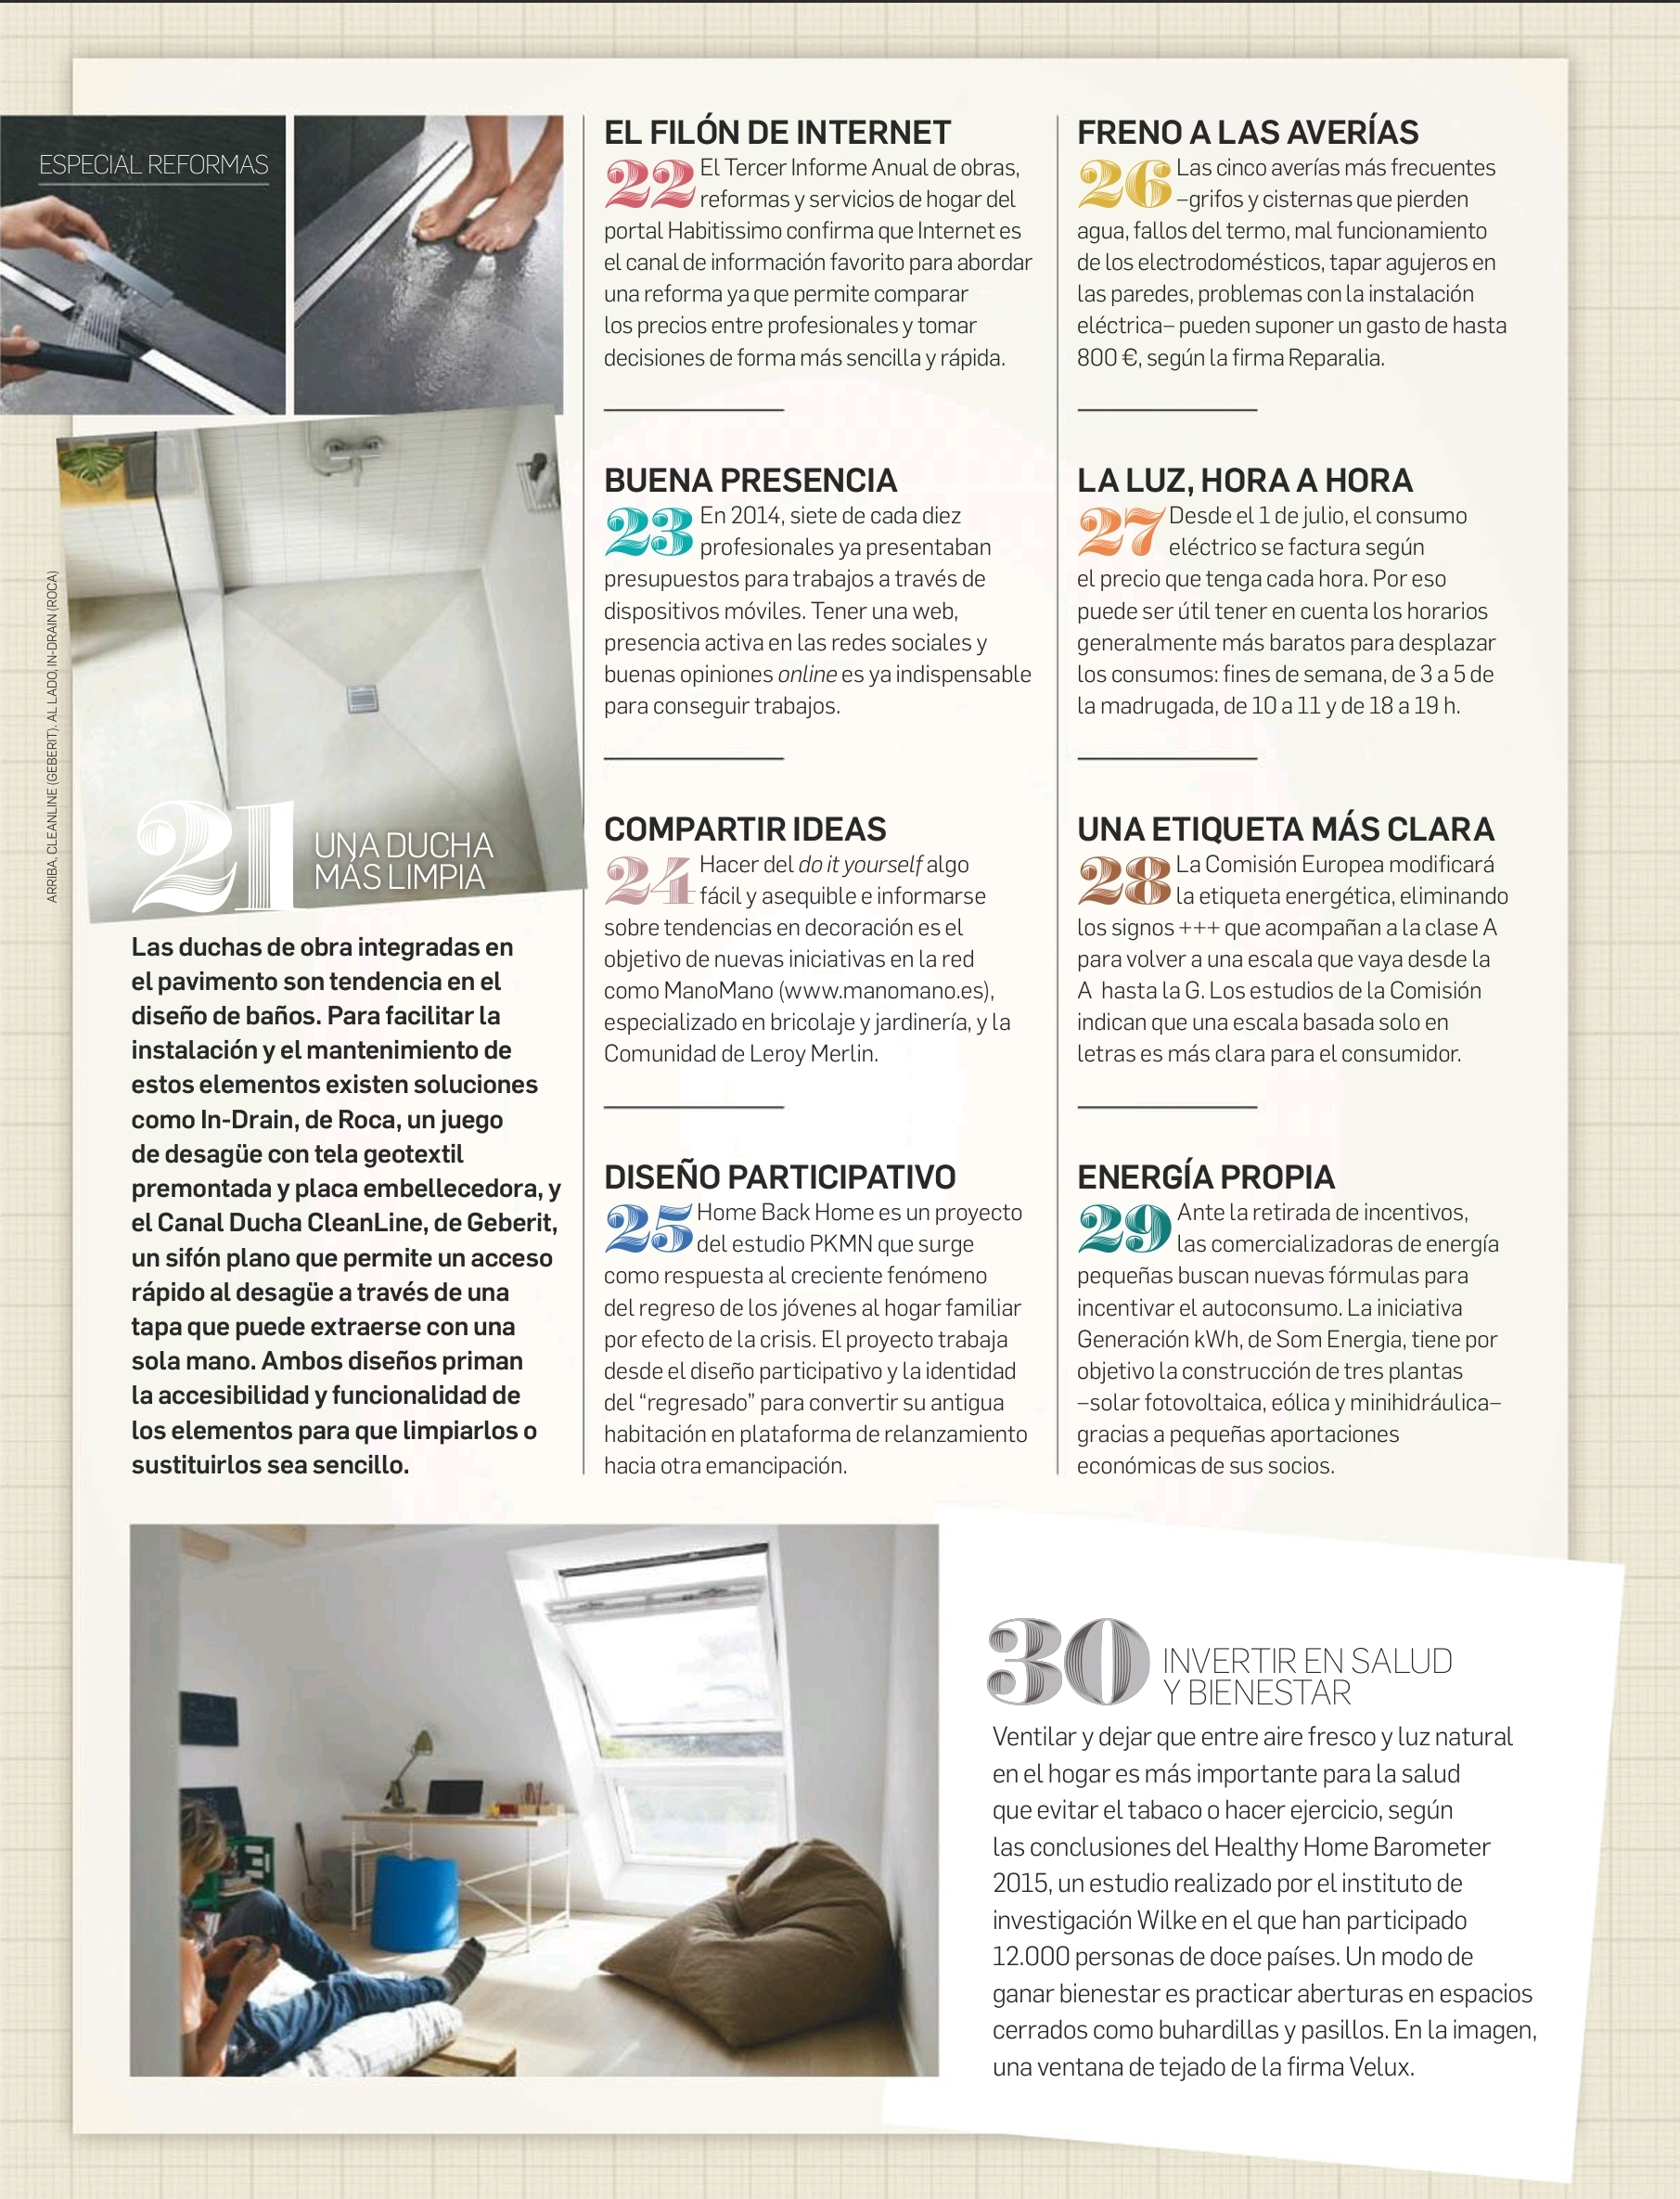 ESPECIAL REFORMAS
ARRIBA, CLEANLINE (GEBERIT). AL LADO, IN-DRAIN (ROCA)
21
UNA DUCHA
MÁS LIMPIA
Las duchas de obra integradas en
el pavimento son tendencia en el
diseño de baños. Para facilitar la
instalación y el mantenimiento de
estos elementos existen soluciones
como In-Drain, de Roca, un juego
de desagüe con tela geotextil
premontada y placa embellecedora, y
el Canal Ducha CleanLine, de Geberit,
un sifón plano que permite un acceso
rápido al desagüe a través de una
tapa que puede extraerse con una
sola mano. Ambos diseños priman
la accesibilidad y funcionalidad de
los elementos para que limpiarlos o
sustituirlos sea sencillo.
EL FILÓN DE INTERNET
22 El Tercer Informe Anual de obras,
reformas y servicios de hogar del
portal Habitissimo confirma que Internet es
el canal de información favorito para abordar
una reforma ya que permite comparar
los precios entre profesionales y tomar
decisiones de forma más sencilla y rápida.
BUENA PRESENCIA
23 En 2014, siete de cada diez
profesionales ya presentaban
presupuestos para trabajos a través de
dispositivos móviles. Tener una web,
presencia activa en las redes sociales y
buenas opiniones online es ya indispensable
para conseguir trabajos.
COMPARTIR IDEAS
24 Hacer del do it yourself algo
fácil y asequible e informarse
sobre tendencias en decoración es el
objetivo de nuevas iniciativas en la red
como ManoMano (www.manomano.es),
especializado en bricolaje y jardinería, y la
Comunidad de Leroy Merlin.
DISEÑO PARTICIPATIVO
25 Home Back Home es un proyecto
del estudio PKMN que surge
como respuesta al creciente fenómeno
del regreso de los jóvenes al hogar familiar
por efecto de la crisis. El proyecto trabaja
desde el diseño participativo y la identidad
del “regresado” para convertir su antigua
habitación en plataforma de relanzamiento
hacia otra emancipación.
FRENO A LAS AVERÍAS
26 Las cinco averías más frecuentes
–grifos y cisternas que pierden
agua, fallos del termo, mal funcionamiento
de los electrodomésticos, tapar agujeros en
las paredes, problemas con la instalación
eléctrica– pueden suponer un gasto de hasta
800 €, según la firma Reparalia.
LA LUZ, HORA A HORA
27 Desde el 1 de julio, el consumo
eléctrico se factura según
el precio que tenga cada hora. Por eso
puede ser útil tener en cuenta los horarios
generalmente más baratos para desplazar
los consumos: fines de semana, de 3 a 5 de
la madrugada, de 10 a 11 y de 18 a 19 h.
UNA ETIQUETA MÁS CLARA
28 La Comisión Europea modificará
la etiqueta energética, eliminando
los signos +++ que acompañan a la clase A
para volver a una escala que vaya desde la
A hasta la G. Los estudios de la Comisión
indican que una escala basada solo en
letras es más clara para el consumidor.
ENERGÍA PROPIA
29 Ante la retirada de incentivos,
las comercializadoras de energía
pequeñas buscan nuevas fórmulas para
incentivar el autoconsumo. La iniciativa
Generación kWh, de Som Energia, tiene por
objetivo la construcción de tres plantas
–solar fotovoltaica, eólica y minihidráulica–
gracias a pequeñas aportaciones
económicas de sus socios.
30
INVERTIR EN SALUD
Y BIENESTAR
Ventilar y dejar que entre aire fresco y luz natural
en el hogar es más importante para la salud
que evitar el tabaco o hacer ejercicio, según
las conclusiones del Healthy Home Barometer
2015, un estudio realizado por el instituto de
investigación Wilke en el que han participado
12.000 personas de doce países. Un modo de
ganar bienestar es practicar aberturas en espacios
cerrados como buhardillas y pasillos. En la imagen,
una ventana de tejado de la firma Velux.